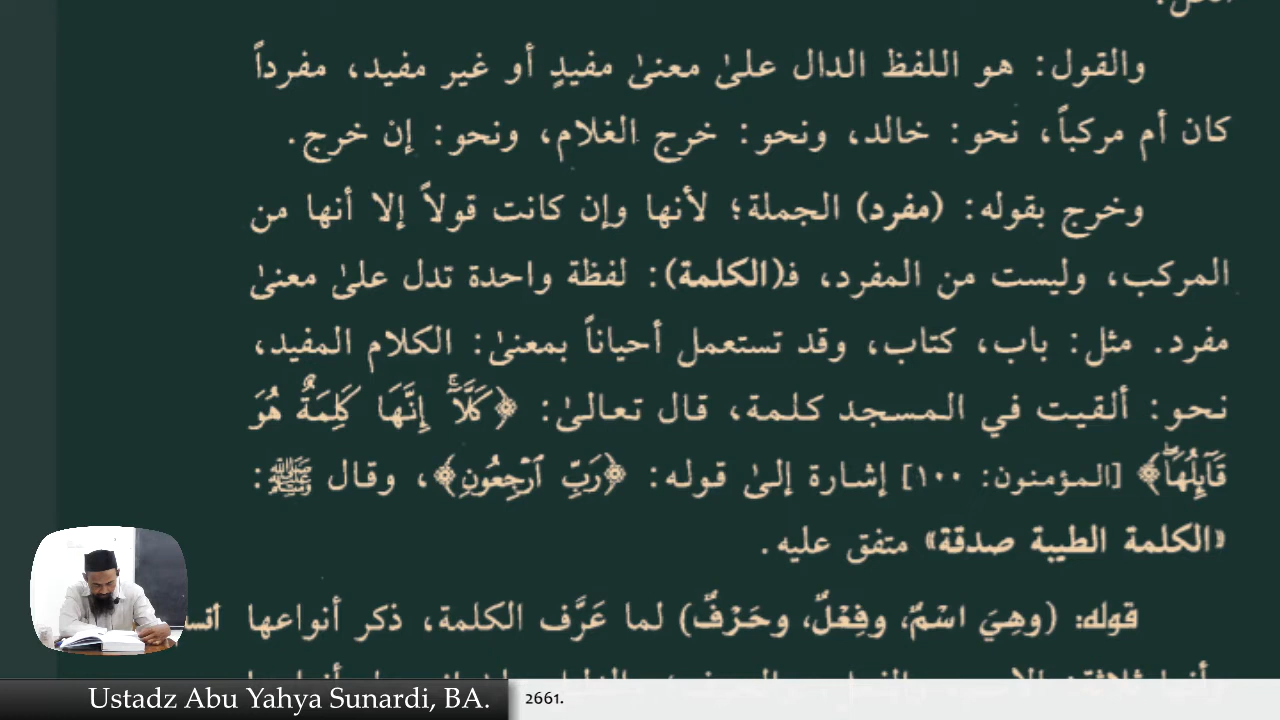 والقول: هو اللفظ الدال علىٰ معنىٰ مفيدٍ أو غير مفيد، مفرداً
كان أم مركباً، نحو: خالد، ونحو: خرج الغلام، ونحو: إن خرج.
وخرج بقوله: (مفرد) الجملة؛ لأنها وإن كانت قولاً إلا أنها من
المركب، وليست من المفرد، فـ(الكلمة): لفظة واحدة تدل علىٰ معنىٰ
مفرد. مثل: باب، كتاب، وقد تستعمل أحياناً بمعنىٰ: الكلام المفيد،
نحو: ألقيت في المسجد كلمة، قال تعالىٰ: ﴿كَلَّآۚ إِنَّهَا كَلِمَةٌ هُوَ
قَآئِلُهَاۖ﴾ [المؤمنون: ١٠٠] إشارة إلىٰ قوله: ﴿رَبِّ ٱرْجِعُونِ﴾، وقال ﷺ:
«الكلمة الطيبة صدقة» متفق عليه.
قوله: (وهِيَ اسْمٌ، وفِعْلٌ، وحَرْفٌ) لما عَرَّف الكلمة، ذكر أنواعها
Ustadz Abu Yahya Sunardi, BA.
2661.